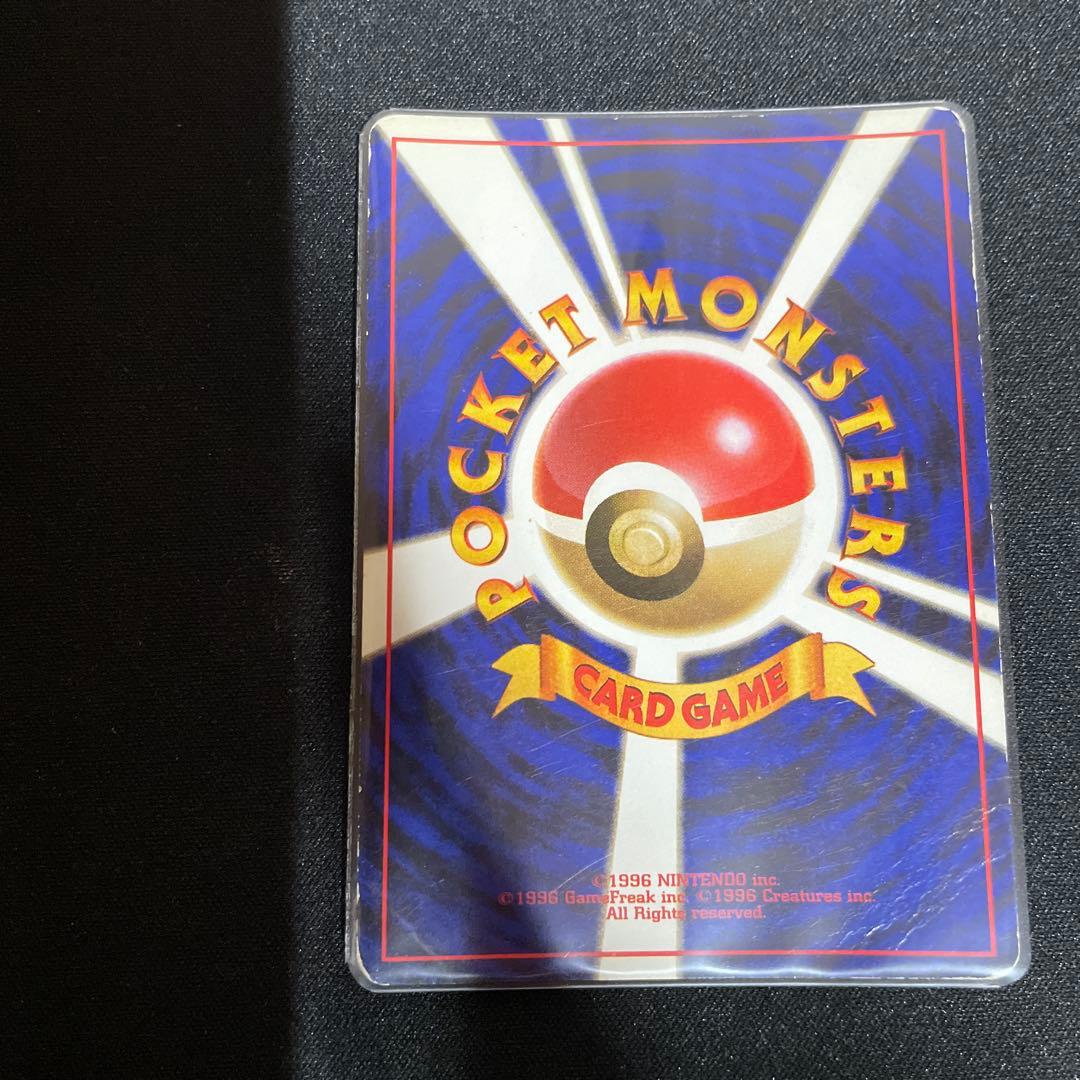 POCKET MONSTERS
CARD GAME
©1996 NINTENDO inc.
©1996 GameFreak inc. ©1996 Creatures inc.
All Rights reserved.